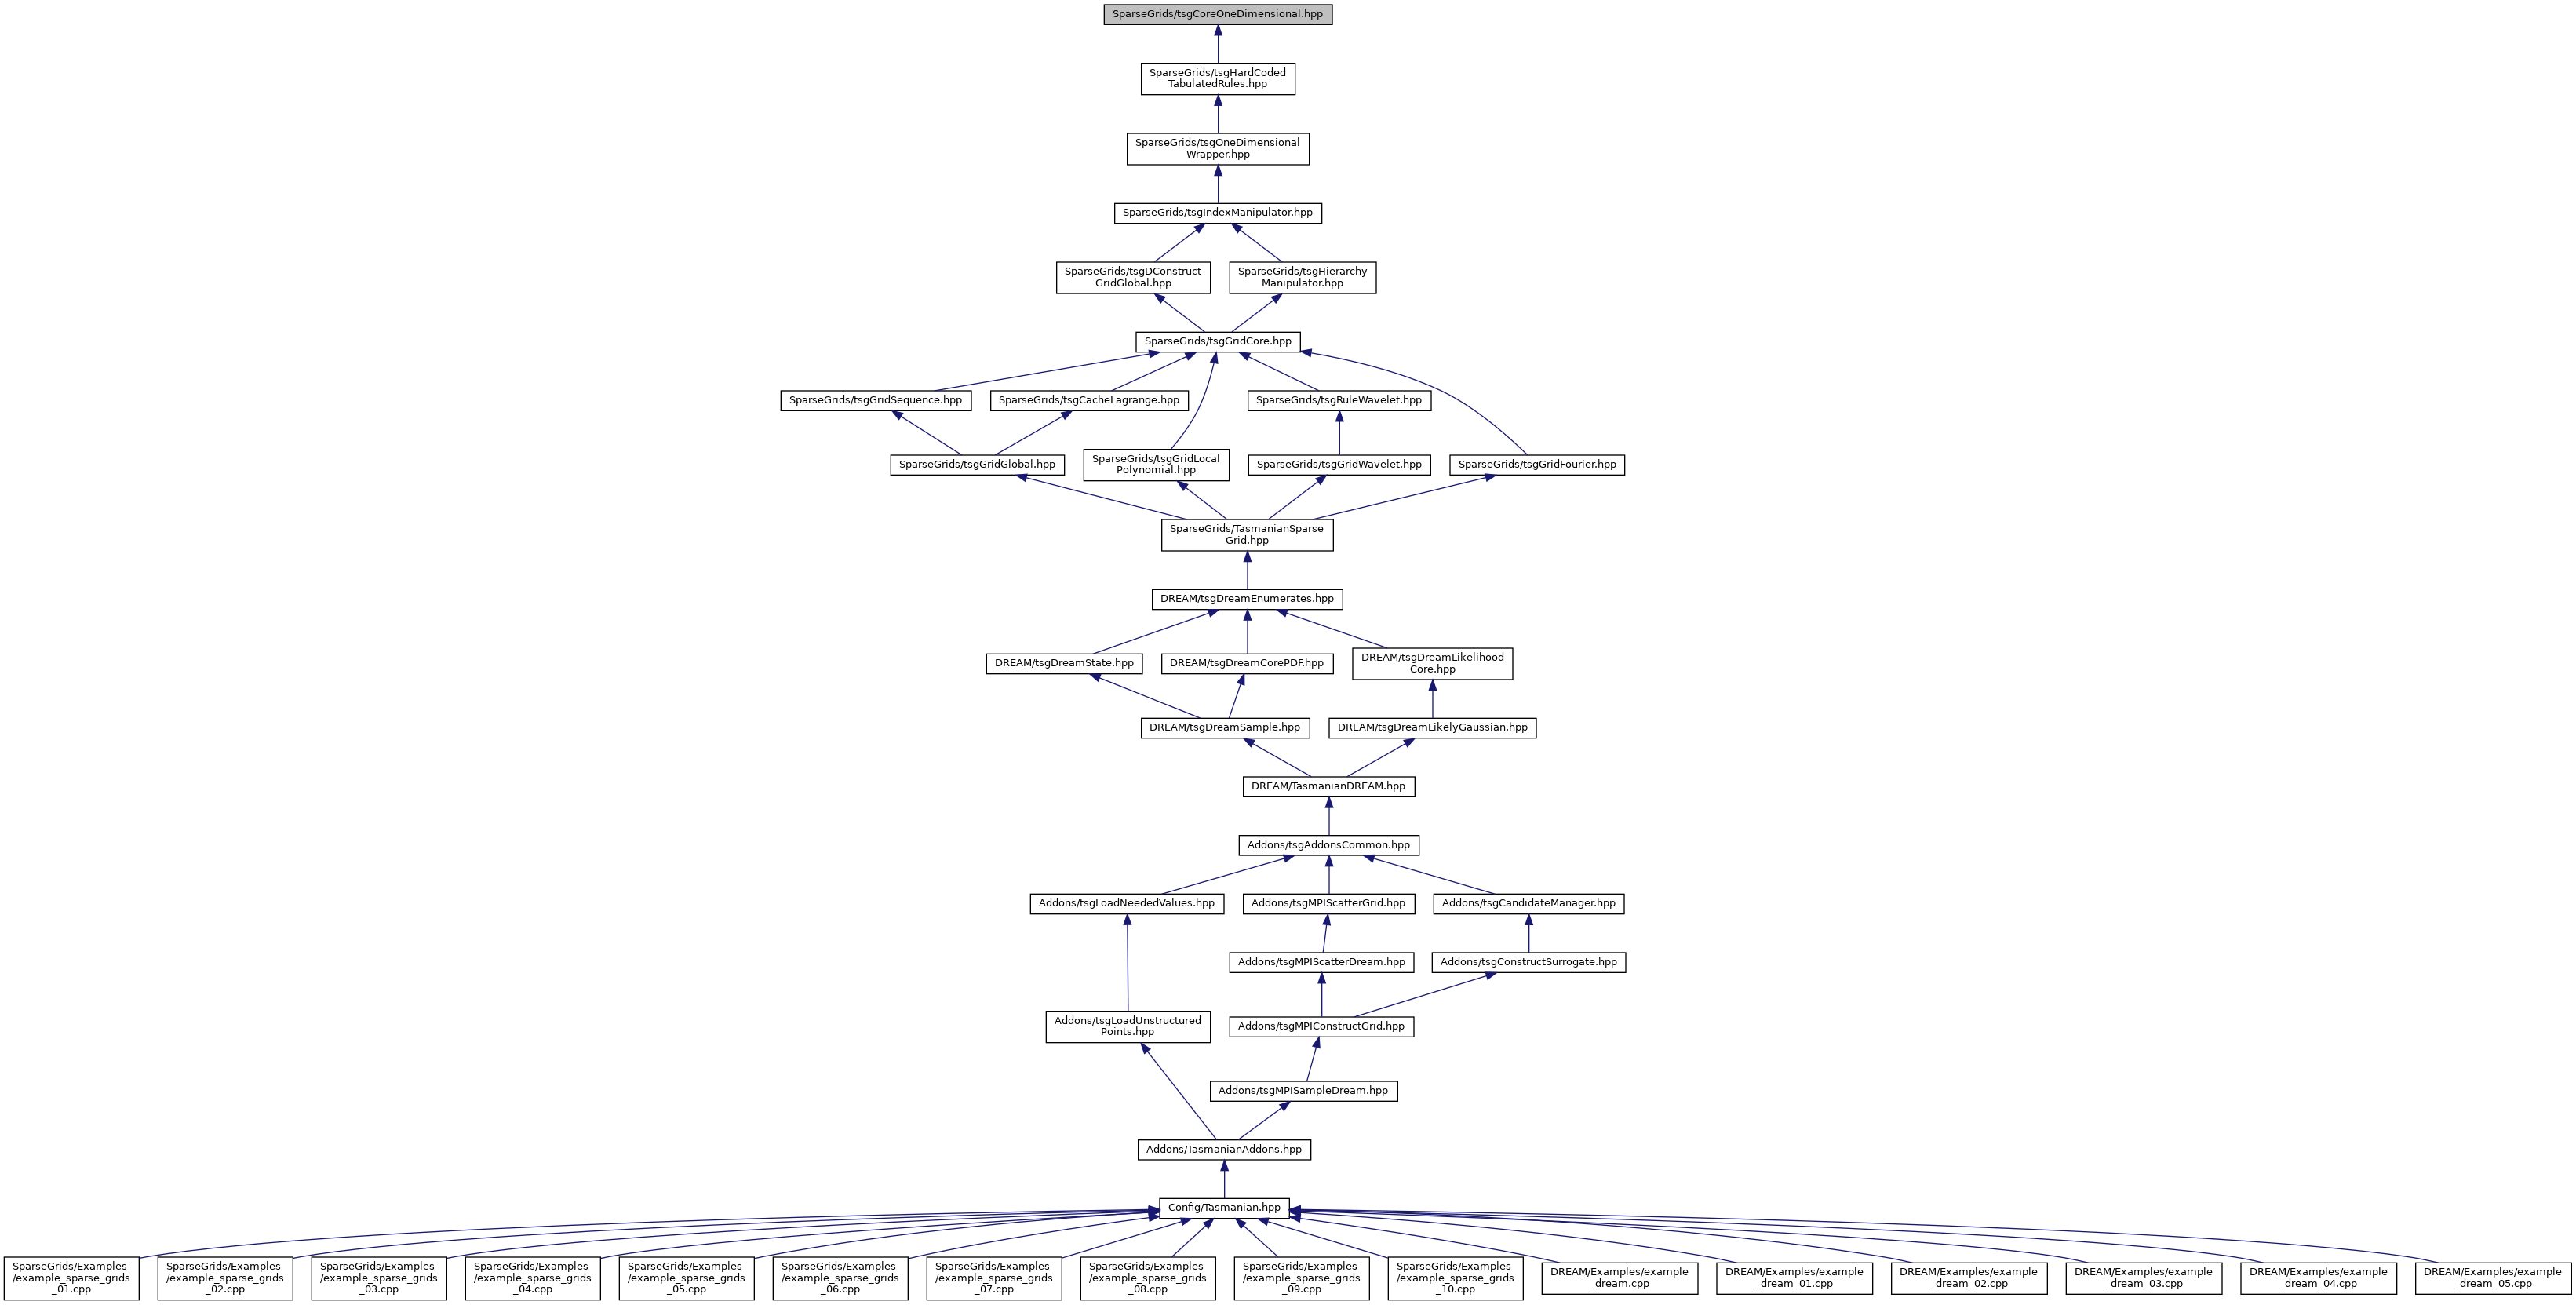 SparseGrids/tsgCoreOneDimensional.hpp
SparseGrids/tsgHardCoded
TabulatedRules.hpp
SparseGrids/tsgOneDimensional
Wrapper.hpp
SparseGrids/tsgIndexManipulator.hpp
SparseGrids/tsgDConstruct
GridGlobal.hpp
SparseGrids/tsgHierarchy
Manipulator.hpp
SparseGrids/tsgGridCore.hpp
SparseGrids/tsgGridSequence.hpp
SparseGrids/tsgCacheLagrange.hpp
SparseGrids/tsgRuleWavelet.hpp
SparseGrids/tsgGridGlobal.hpp
SparseGrids/tsgGridLocal
Polynomial.hpp
SparseGrids/tsgGridWavelet.hpp
SparseGrids/tsgGridFourier.hpp
SparseGrids/TasmanianSparse
Grid.hpp
DREAM/tsgDreamEnumerates.hpp
DREAM/tsgDreamState.hpp
DREAM/tsgDreamCorePDF.hpp
DREAM/tsgDreamLikelihood
Core.hpp
DREAM/tsgDreamSample.hpp
DREAM/tsgDreamLikelyGaussian.hpp
DREAM/TasmanianDREAM.hpp
Addons/tsgAddonsCommon.hpp
Addons/tsgLoadNeededValues.hpp
Addons/tsgMPIScatterGrid.hpp
Addons/tsgCandidateManager.hpp
Addons/tsgMPIScatterDream.hpp
Addons/tsgConstructSurrogate.hpp
Addons/tsgLoadUnstructured
Points.hpp
Addons/tsgMPIConstructGrid.hpp
Addons/tsgMPISampleDream.hpp
Addons/TasmanianAddons.hpp
Config/Tasmanian.hpp
SparseGrids/Examples
/example_sparse_grids
_01.cpp
SparseGrids/Examples
/example_sparse_grids
_02.cpp
SparseGrids/Examples
/example_sparse_grids
_03.cpp
SparseGrids/Examples
/example_sparse_grids
_04.cpp
SparseGrids/Examples
/example_sparse_grids
_05.cpp
SparseGrids/Examples
/example_sparse_grids
_06.cpp
SparseGrids/Examples
/example_sparse_grids
_07.cpp
SparseGrids/Examples
/example_sparse_grids
_08.cpp
SparseGrids/Examples
/example_sparse_grids
_09.cpp
SparseGrids/Examples
/example_sparse_grids
_10.cpp
DREAM/Examples/example
_dream.cpp
DREAM/Examples/example
_dream_01.cpp
DREAM/Examples/example
_dream_02.cpp
DREAM/Examples/example
_dream_03.cpp
DREAM/Examples/example
_dream_04.cpp
DREAM/Examples/example
_dream_05.cpp